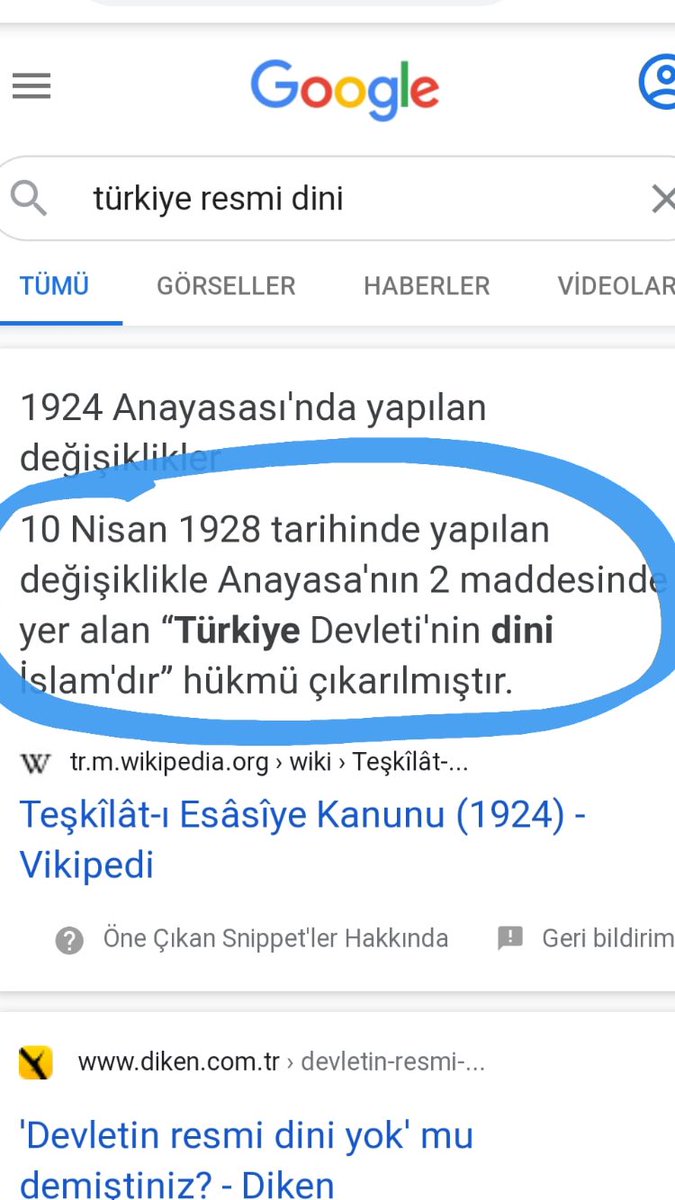 Google
türkiye resmi dini
TÜMÜ GÖRSELLER HABERLER VİDEOLAR
1924 Anayasası'nda yapılan
değişiklikler
10 Nisan 1928 tarihinde yapılan
değişiklikle Anayasa'nın 2 maddesinde
yer alan “Türkiye Devleti'nin dini
İslam'dır” hükmü çıkarılmıştır.
W tr.m.wikipedia.org › wiki › Teşkîlât-...
Teşkîlât-ı Esâsîye Kanunu (1924) -
Vikipedi
Öne Çıkan Snippet'ler Hakkında Geri bildirim
www.diken.com.tr › devletin-resmi-...
'Devletin resmi dini yok' mu
demiştiniz? - Diken